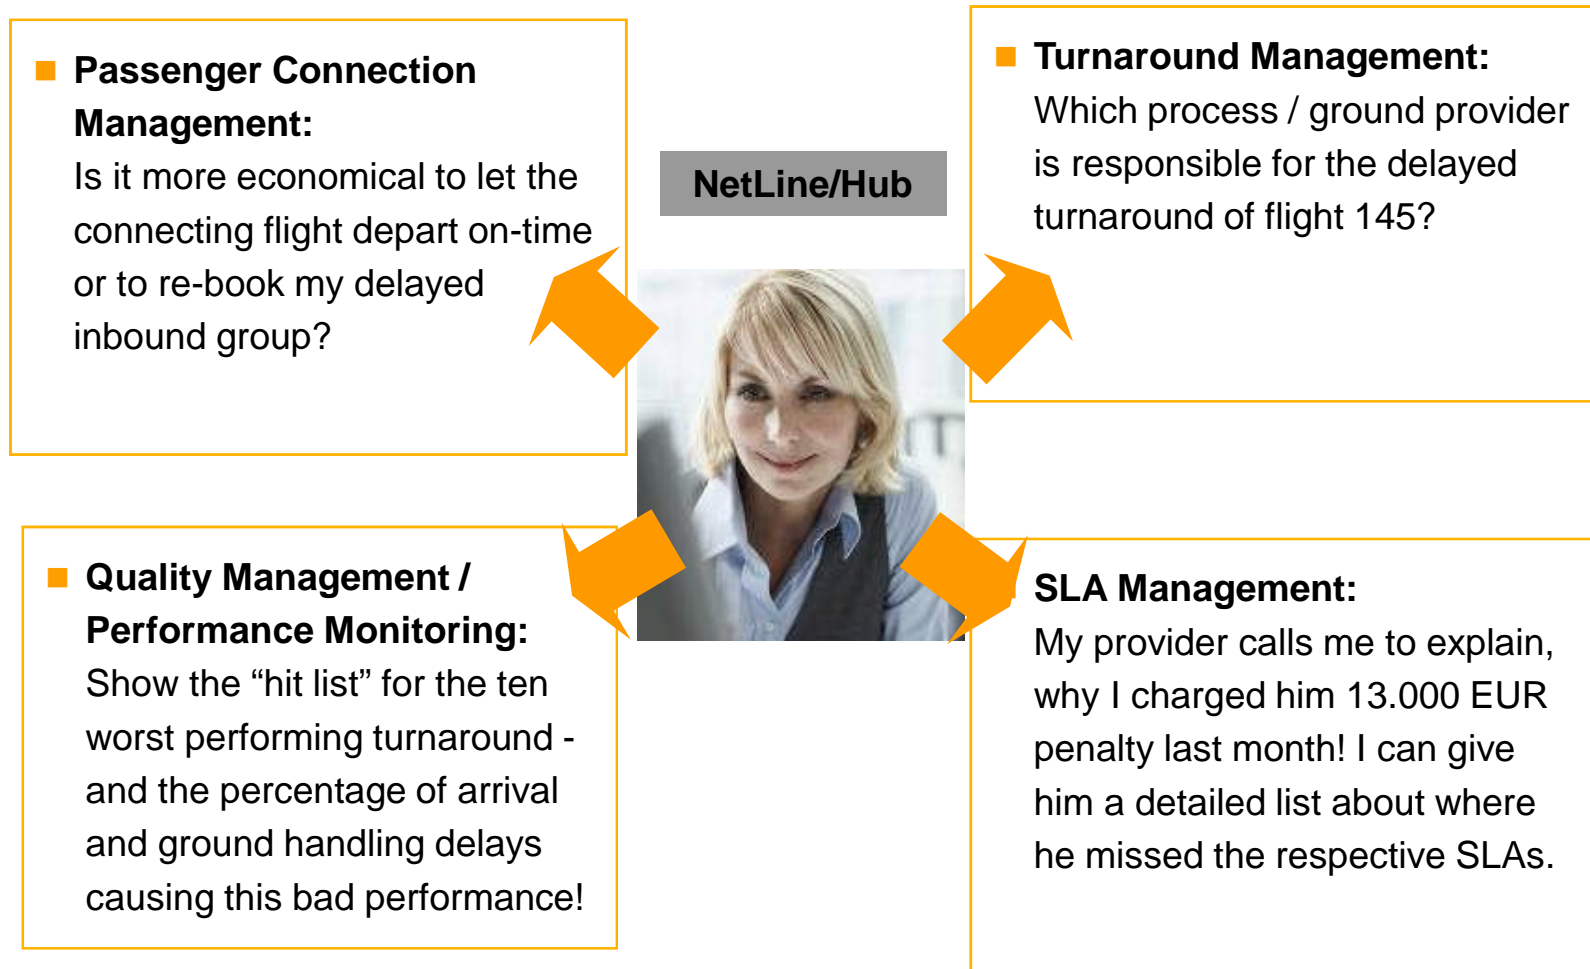 Passenger Connection
Management:
Is it more economical to let the
connecting flight depart on-time
or to re-book my delayed
inbound group?
NetLine/Hub
Turnaround Management:
Which process / ground provider
is responsible for the delayed
turnaround of flight 145?
Quality Management /
Performance Monitoring:
Show the “hit list” for the ten
worst performing turnaround -
and the percentage of arrival
and ground handling delays
causing this bad performance!
SLA Management:
My provider calls me to explain,
why I charged him 13.000 EUR
penalty last month! I can give
him a detailed list about where
he missed the respective SLAs.